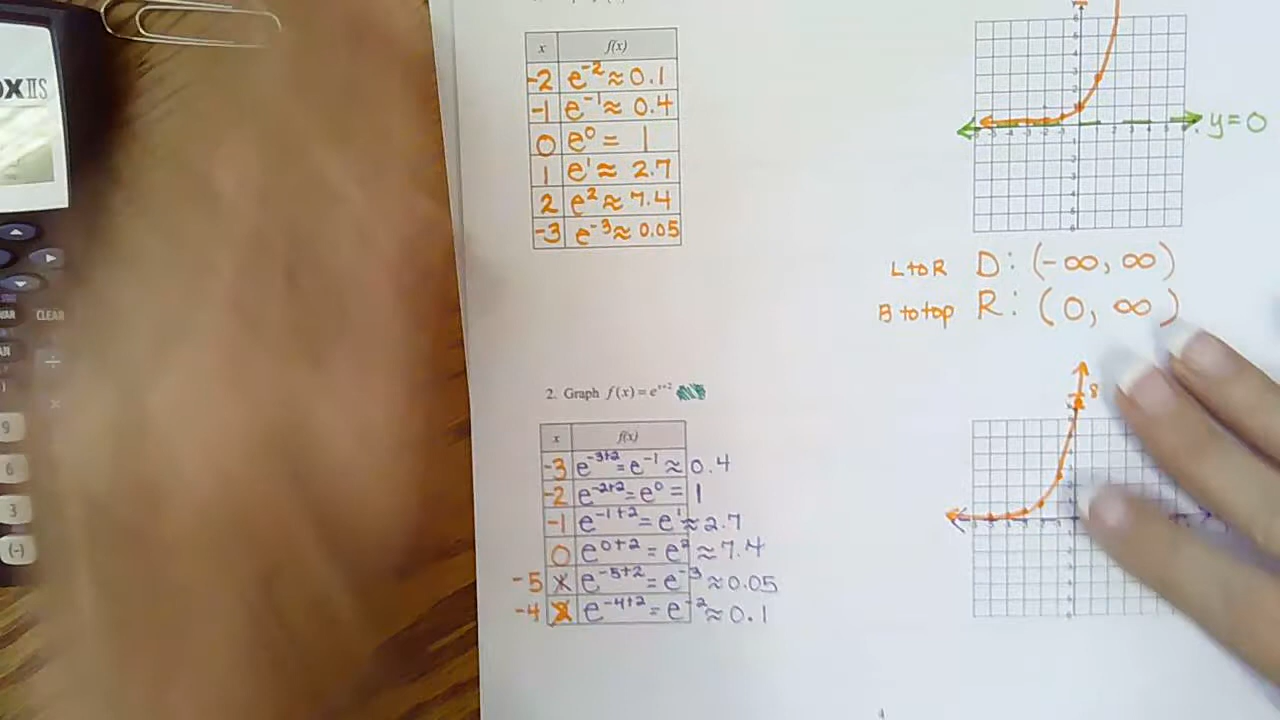 x f(x)
-2 e^-2 ≈ 0.1
-1 e^-1 ≈ 0.4
0 e^0 = 1
1 e^1 ≈ 2.7
2 e^2 ≈ 7.4
-3 e^-3 ≈ 0.05
y=0
L to R D: (-∞, ∞)
B to top R: (0, ∞)
2. Graph f(x) = e^x+2
x f(x)
-3 e^-3+2 = e^-1 ≈ 0.4
-2 e^-2+2 = e^0 = 1
-1 e^-1+2 = e^1 ≈ 2.7
0 e^0+2 = e^2 ≈ 7.4
-5 e^-5+2 = e^-3 ≈ 0.05
-4 e^-4+2 = e^-2 ≈ 0.1
8
IIS
CLEAR
÷
×
9
6
3
(-)